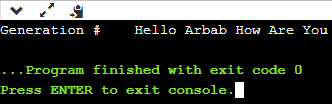 Generation #    Hello Arbab How Are You
...Program finished with exit code 0
Press ENTER to exit console.